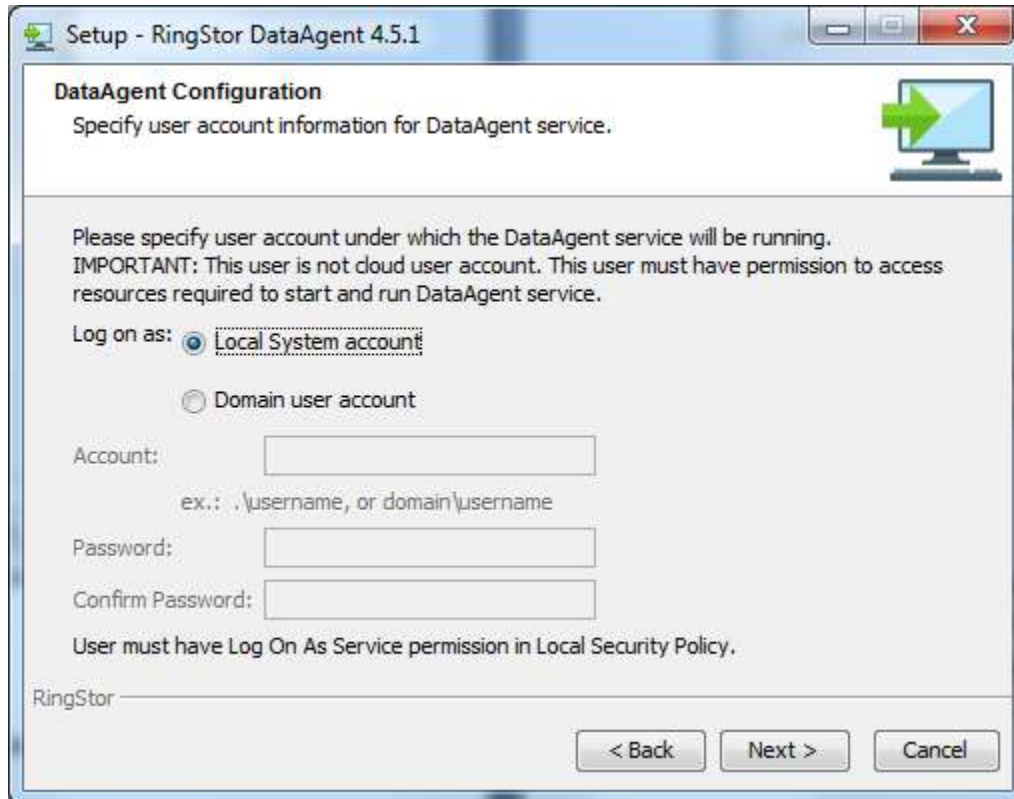 Setup - RingStor DataAgent 4.5.1
DataAgent Configuration
Specify user account information for DataAgent service.
Please specify user account under which the DataAgent service will be running.
IMPORTANT: This user is not cloud user account. This user must have permission to access
resources required to start and run DataAgent service.
Log on as: Local System account
Domain user account
Account:
ex.: .\username, or domain\username
Password:
Confirm Password:
User must have Log On As Service permission in Local Security Policy.
RingStor
< Back Next > Cancel